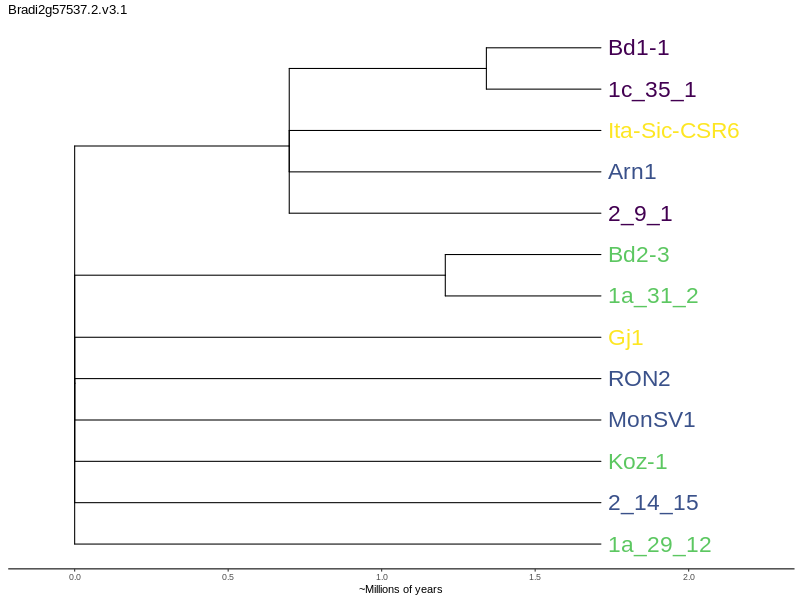 Bradi2g57537.2.v3.1
Bd1-1
1c_35_1
Ita-Sic-CSR6
Arn1
2_9_1
Bd2-3
1a_31_2
Gj1
RON2
MonSV1
Koz-1
2_14_15
1a_29_12
0.0 0.5 1.0 1.5 2.0
~Millions of years